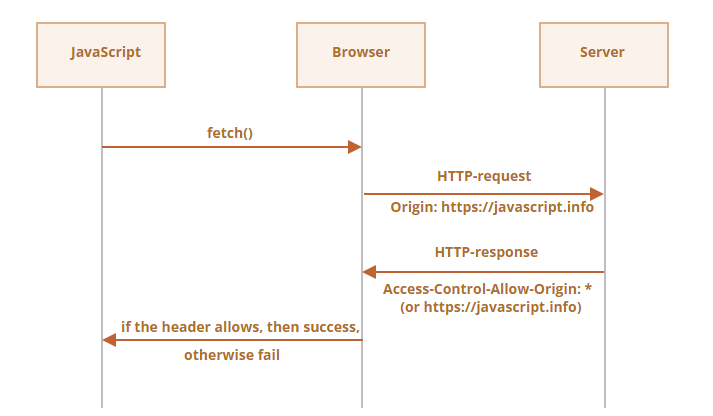 JavaScript
Browser
Server
fetch()
HTTP-request
Origin: https://javascript.info
HTTP-response
Access-Control-Allow-Origin: *
(or https://javascript.info)
if the header allows, then success,
otherwise fail